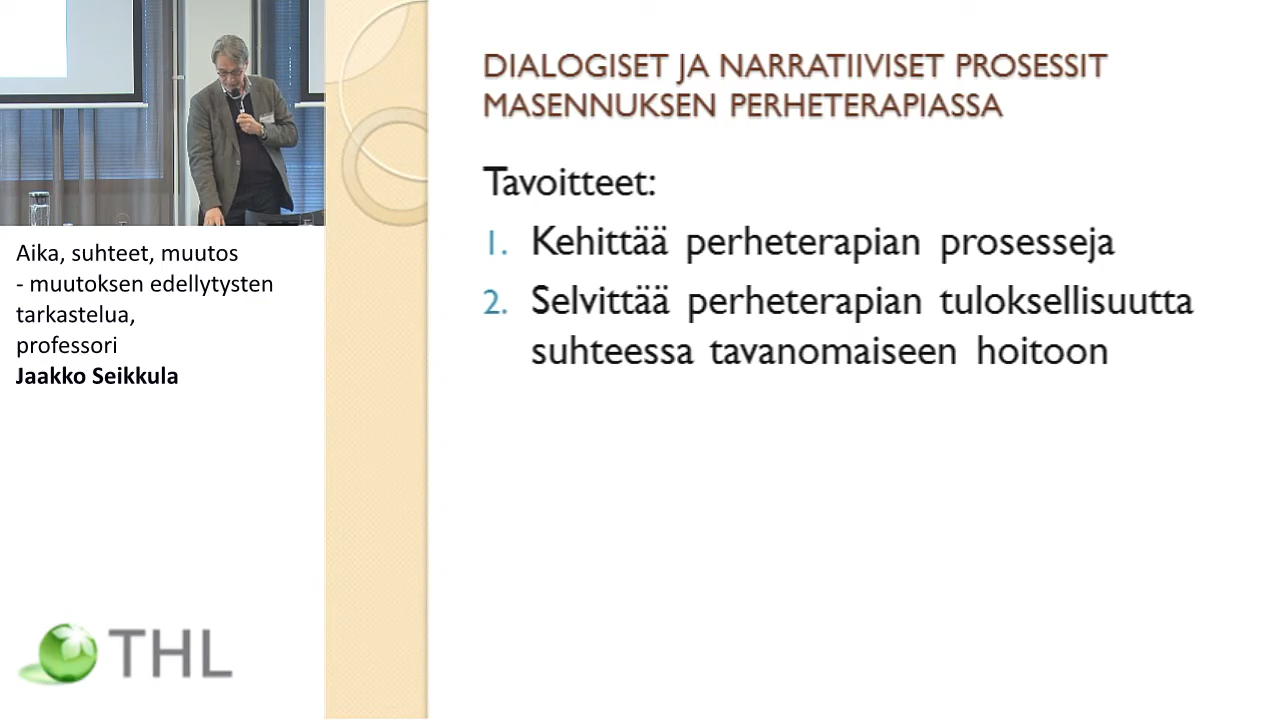 Aika, suhteet, muutos
- muutoksen edellytysten
tarkastelua,
professori
Jaakko Seikkula
THL
DIALOGISET JA NARRATIIVISET PROSESSIT
MASENNUKSEN PERHETERAPIASSA
Tavoitteet:
1. Kehittää perheterapian prosesseja
2. Selvittää perheterapian tuloksellisuutta
suhteessa tavanomaiseen hoitoon